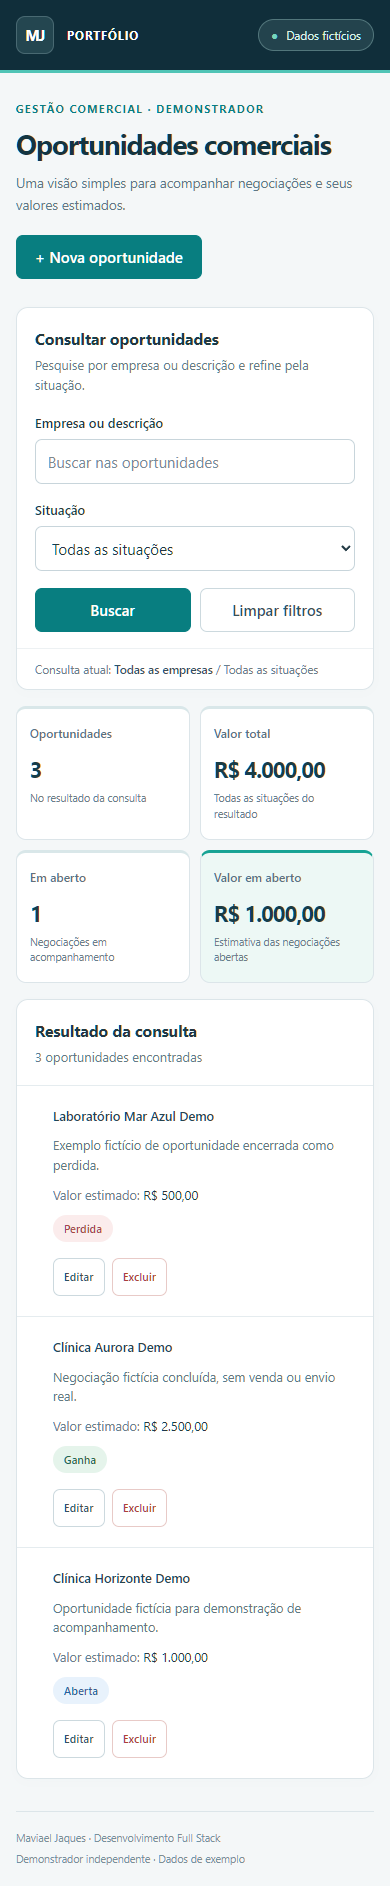 MJ PORTFÓLIO
Dados fictícios
GESTÃO COMERCIAL · DEMONSTRADOR
Oportunidades comerciais
Uma visão simples para acompanhar negociações e seus
valores estimados.
+ Nova oportunidade
Consultar oportunidades
Pesquise por empresa ou descrição e refine pela
situação.
Empresa ou descrição
Buscar nas oportunidades
Situação
Todas as situações
Buscar
Limpar filtros
Consulta atual: Todas as empresas / Todas as situações
Oportunidades
3
No resultado da consulta
Valor total
R$ 4.000,00
Todas as situações do
resultado
Em aberto
1
Negociações em
acompanhamento
Valor em aberto
R$ 1.000,00
Estimativa das negociações
abertas
Resultado da consulta
3 oportunidades encontradas
Laboratório Mar Azul Demo
Exemplo fictício de oportunidade encerrada como
perdida.
Valor estimado: R$ 500,00
Perdida
Editar
Excluir
Clínica Aurora Demo
Negociação fictícia concluída, sem venda ou envio
real.
Valor estimado: R$ 2.500,00
Ganha
Editar
Excluir
Clínica Horizonte Demo
Oportunidade fictícia para demonstração de
acompanhamento.
Valor estimado: R$ 1.000,00
Aberta
Editar
Excluir
Maviael Jaques · Desenvolvimento Full Stack
Demonstrador independente · Dados de exemplo